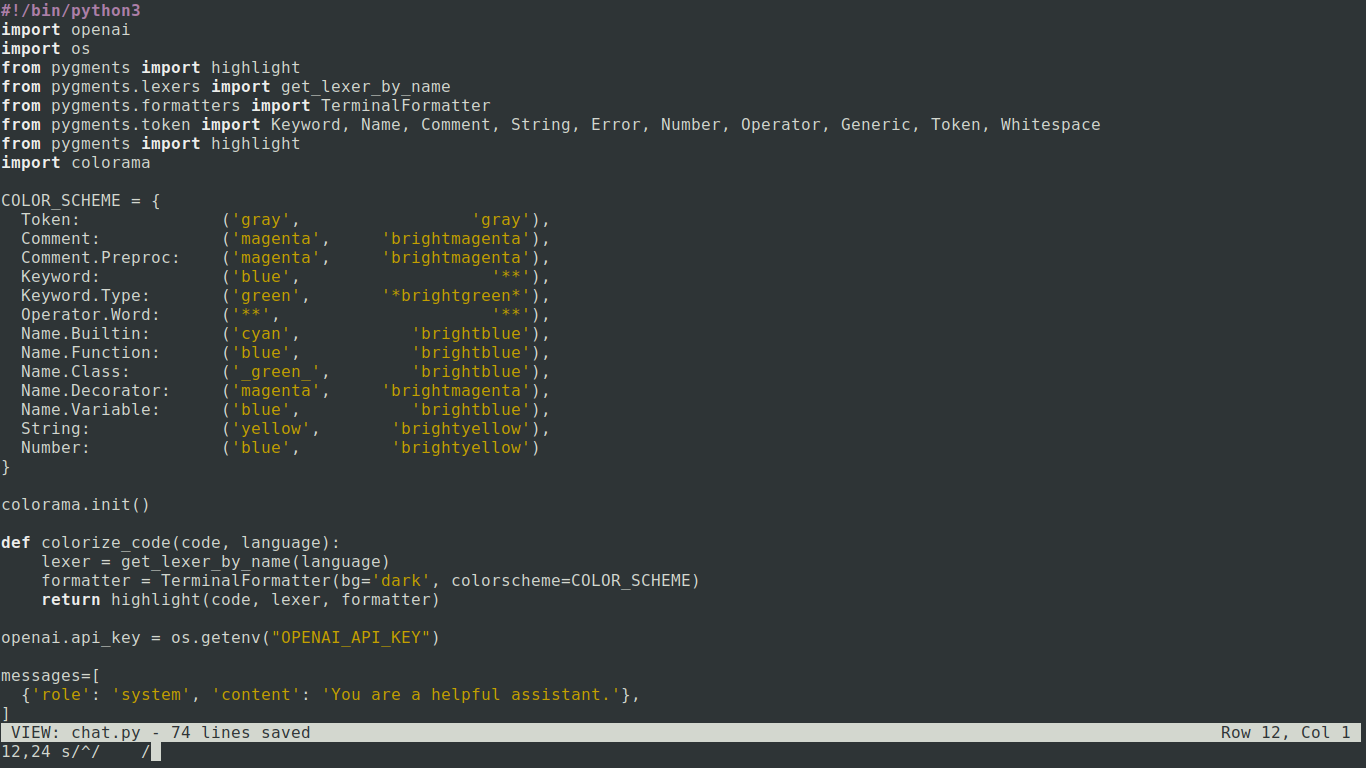 #!/bin/python3
import openai
import os
from pygments import highlight
from pygments.lexers import get_lexer_by_name
from pygments.formatters import TerminalFormatter
from pygments.token import Keyword, Name, Comment, String, Error, Number, Operator, Generic, Token, Whitespace
from pygments import highlight
import colorama

COLOR_SCHEME = {
  Token:              ('gray',                 'gray'),
  Comment:            ('magenta',     'brightmagenta'),
  Comment.Preproc:    ('magenta',     'brightmagenta'),
  Keyword:            ('blue',                   '**'),
  Keyword.Type:       ('green',       '*brightgreen*'),
  Operator.Word:      ('**',                     '**'),
  Name.Builtin:       ('cyan',           'brightblue'),
  Name.Function:      ('blue',           'brightblue'),
  Name.Class:         ('_green_',        'brightblue'),
  Name.Decorator:     ('magenta',     'brightmagenta'),
  Name.Variable:      ('blue',           'brightblue'),
  String:             ('yellow',       'brightyellow'),
  Number:             ('blue',         'brightyellow')
}

colorama.init()

def colorize_code(code, language):
    lexer = get_lexer_by_name(language)
    formatter = TerminalFormatter(bg='dark', colorscheme=COLOR_SCHEME)
    return highlight(code, lexer, formatter)

openai.api_key = os.getenv("OPENAI_API_KEY")

messages=[
  {'role': 'system', 'content': 'You are a helpful assistant.'},
]
 VIEW: chat.py - 74 lines saved Row 12, Col 1
12,24 s/^/    /